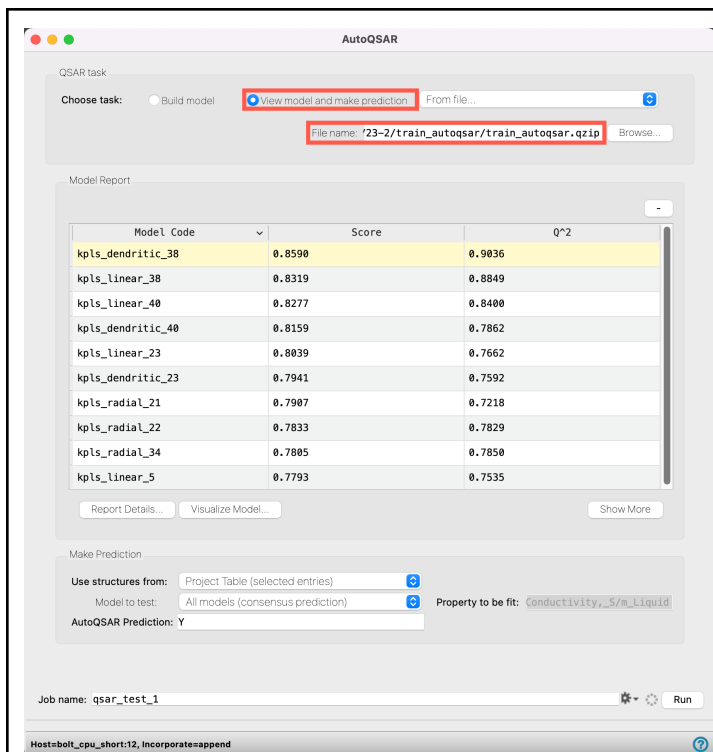 AutoQSAR
QSAR task
Choose task: Build model View model and make prediction From file...
File name: '23-2/train_autoqsar/train_autoqsar.qzip Browse...
Model Report
-
Model Code Score Q^2
kpls_dendritic_38 0.8590 0.9036
kpls_linear_38 0.8319 0.8849
kpls_linear_40 0.8277 0.8400
kpls_dendritic_40 0.8159 0.7862
kpls_linear_23 0.8039 0.7662
kpls_dendritic_23 0.7941 0.7592
kpls_radial_21 0.7907 0.7218
kpls_radial_22 0.7833 0.7829
kpls_radial_34 0.7805 0.7850
kpls_linear_5 0.7793 0.7535
Report Details... Visualize Model... Show More
Make Prediction
Use structures from: Project Table (selected entries)
Model to test: All models (consensus prediction) Property to be fit: Conductivity,_S/m_Liquid
AutoQSAR Prediction: Y
Job name: qsar_test_1 Run
Host=bolt_cpu_short:12, Incorporate=append ?